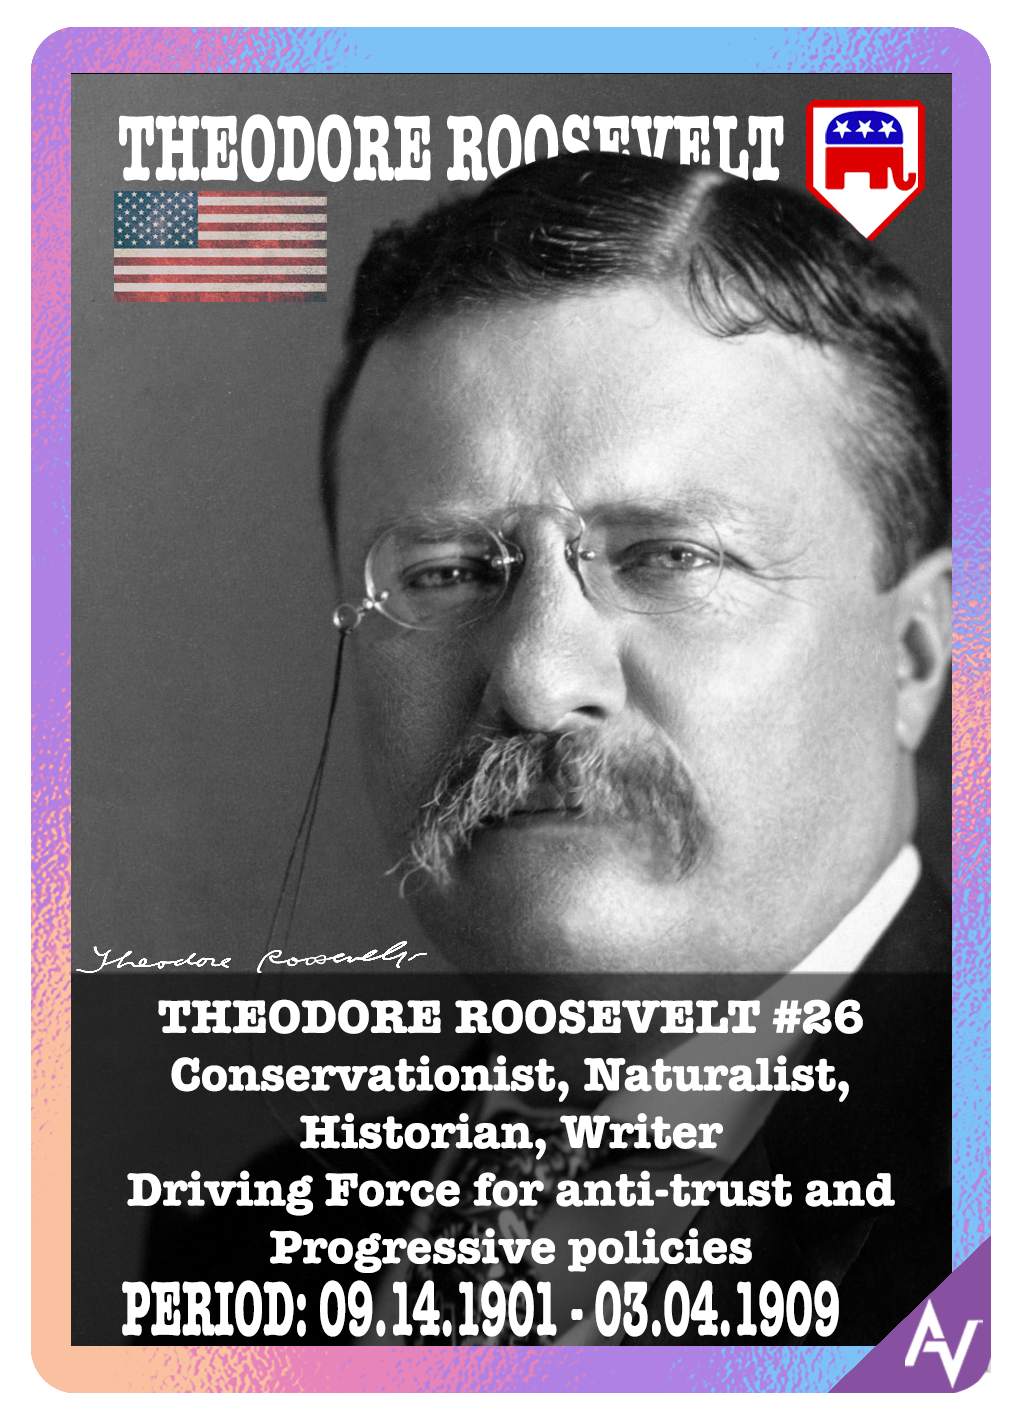 THEODORE ROOSEVELT
Theodore Roosevelt
THEODORE ROOSEVELT #26
Conservationist, Naturalist,
Historian, Writer
Driving Force for anti-trust and
Progressive policies
PERIOD: 09.14.1901 - 03.04.1909
AV